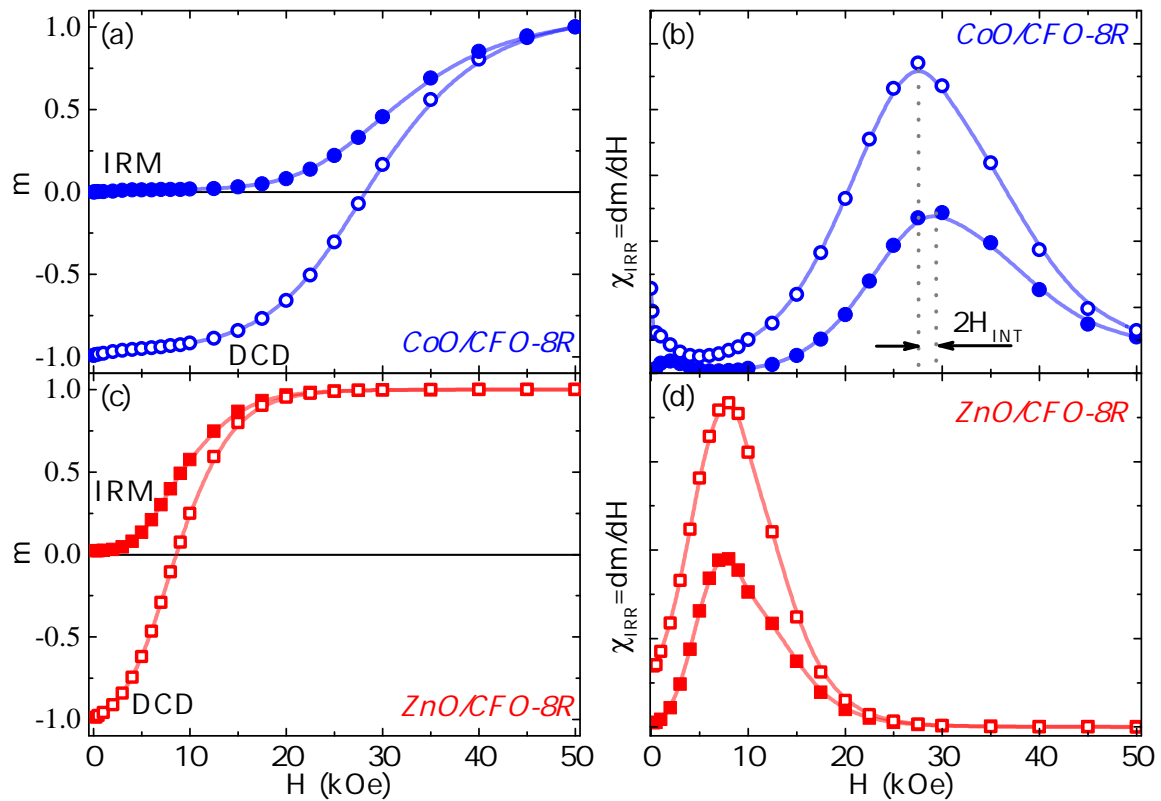 (a)
1.0
0.5
0.0
-0.5
-1.0
m
IRM
DCD
CoO/CFO-8R
(b)
CoO/CFO-8R
χIRR=dm/dH
2HINT
(c)
1.0
0.5
0.0
-0.5
-1.0
m
IRM
DCD
ZnO/CFO-8R
0 10 20 30 40 50
H (kOe)
(d)
ZnO/CFO-8R
χIRR=dm/dH
0 10 20 30 40 50
H (kOe)